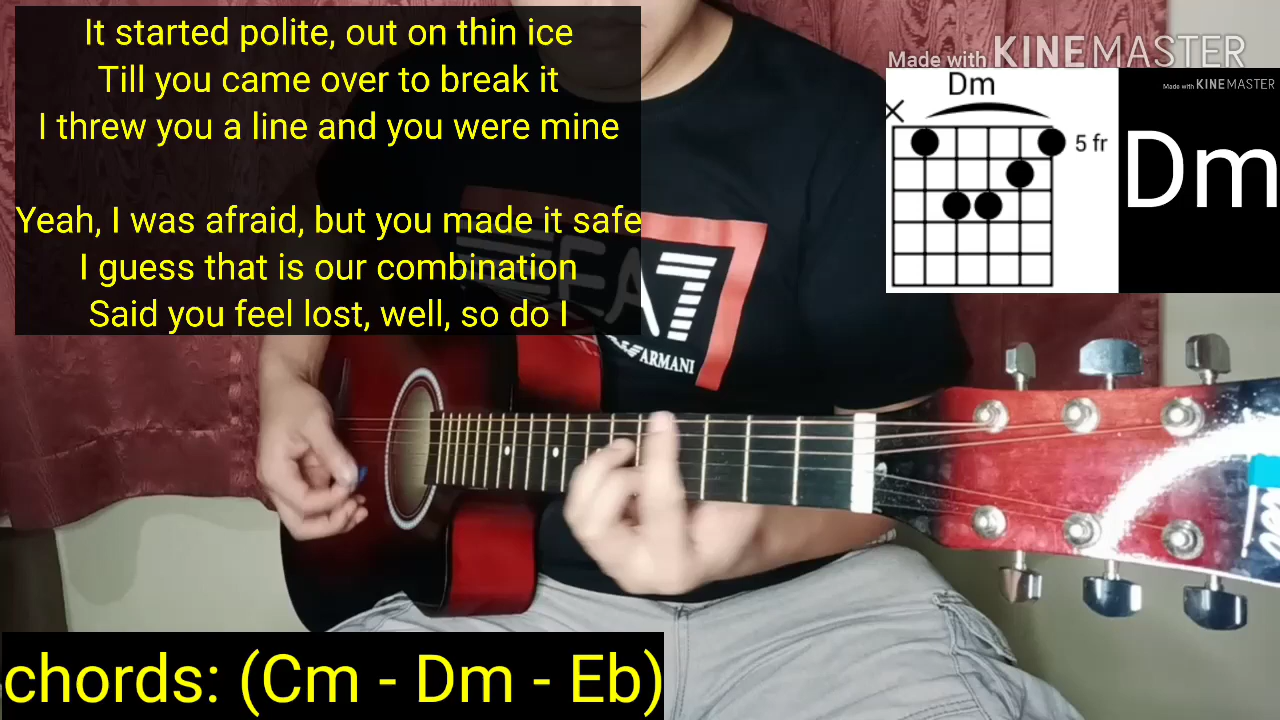 It started polite, out on thin ice
Till you came over to break it
I threw you a line and you were mine
Yeah, I was afraid, but you made it safe
I guess that is our combination
Said you feel lost, well, so do I
Made with KINEMASTER
Dm
×
5 fr
Made with KINEMASTER
Dm
EA7
ARMANI
chords: (Cm - Dm - Eb)